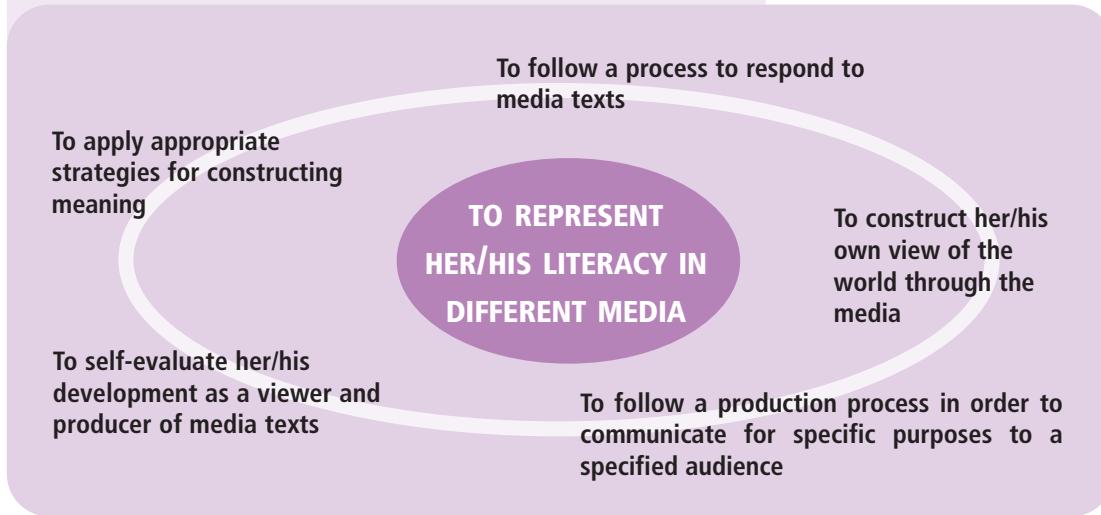 To follow a process to respond to
media texts
To apply appropriate
strategies for constructing
meaning
TO REPRESENT
HER/HIS LITERACY IN
DIFFERENT MEDIA
To construct her/his
own view of the
world through the
media
To self-evaluate her/his
development as a viewer and
producer of media texts
To follow a production process in order to
communicate for specific purposes to a
specified audience